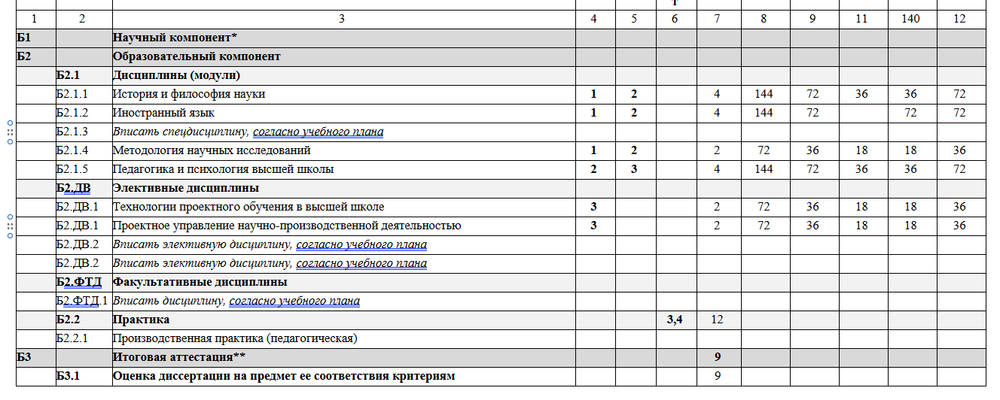 т
1 2 3 4 5 6 7 8 9 11 140 12
Б1 Научный компонент*
Б2 Образовательный компонент
Б2.1 Дисциплины (модули)
Б2.1.1 История и философия науки 1 2 4 144 72 36 36 72
Б2.1.2 Иностранный язык 1 2 4 144 72 72 72
Б2.1.3 Вписать спецдисциплину, согласно учебного плана
Б2.1.4 Методология научных исследований 1 2 2 72 36 18 18 36
Б2.1.5 Педагогика и психология высшей школы 2 3 4 144 72 36 36 72
Б2.ДВ Элективные дисциплины
Б2.ДВ.1 Технологии проектного обучения в высшей школе 3 2 72 36 18 18 36
Б2.ДВ.1 Проектное управление научно-производственной деятельностью 3 2 72 36 18 18 36
Б2.ДВ.2 Вписать элективную дисциплину, согласно учебного плана
Б2.ДВ.2 Вписать элективную дисциплину, согласно учебного плана
Б2.ФТД Факультативные дисциплины
Б2.ФТД.1 Вписать дисциплину, согласно учебного плана
Б2.2 Практика 3,4 12
Б2.2.1 Производственная практика (педагогическая)
Б3 Итоговая аттестация** 9
Б3.1 Оценка диссертации на предмет ее соответствия критериям 9